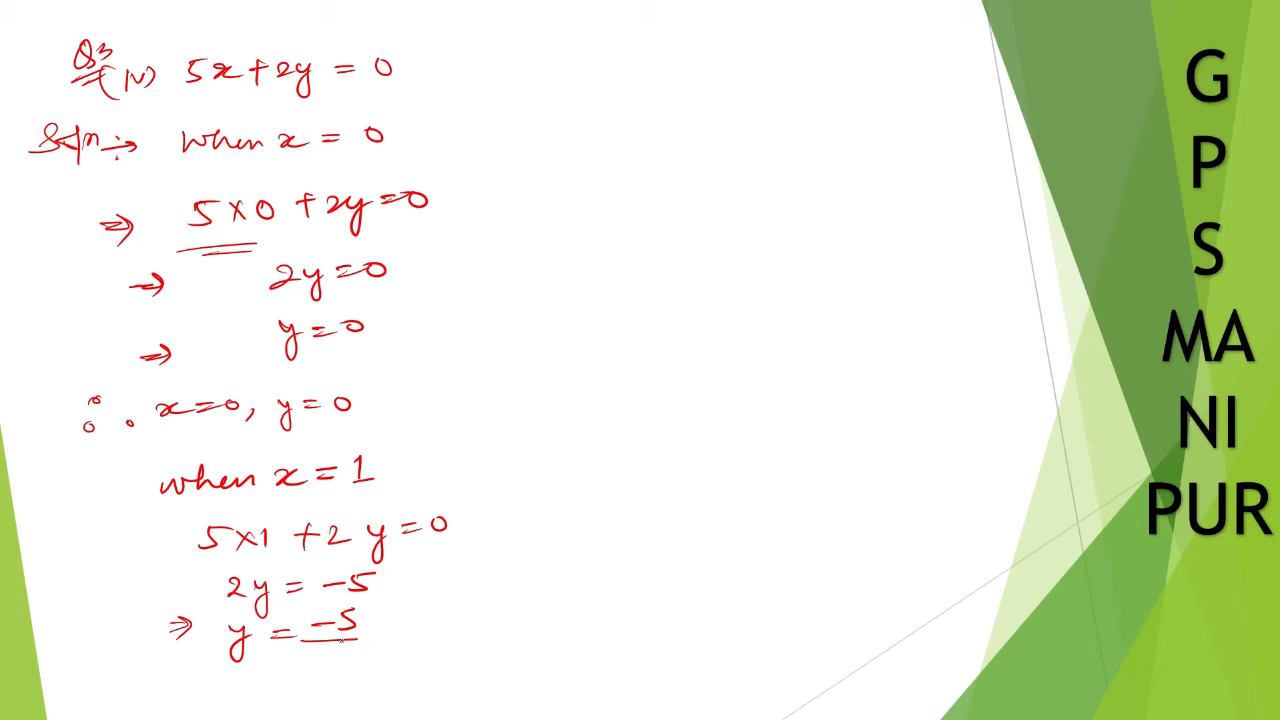 Q3
(iv) 5x+2y = 0
Soln:→ when x = 0
⇒ 5×0 +2y=0
⇒ 2y=0
⇒ y=0
∴ x=0, y=0
when x = 1
5×1 +2y=0
2y = -5
⇒ y = -5
G
P
S
MA
NI
PUR